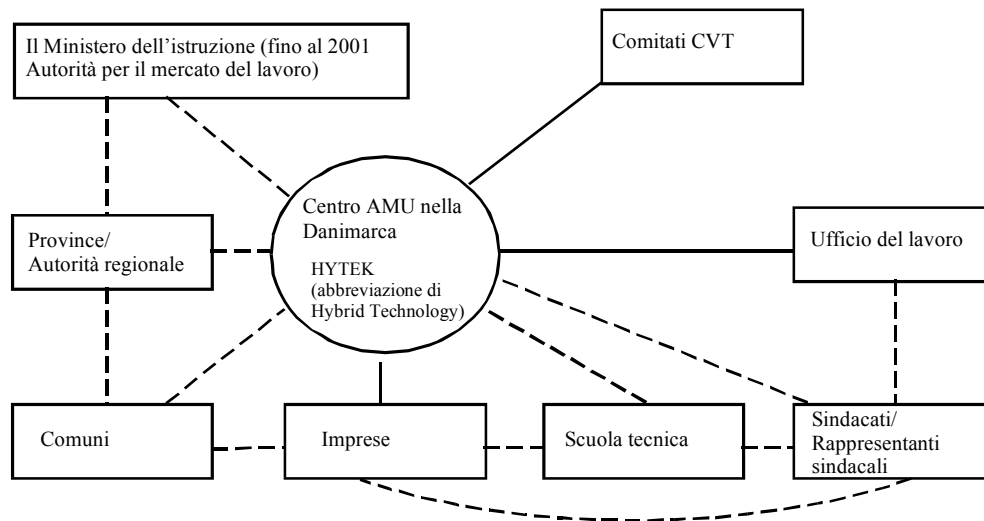 Il Ministero dell’istruzione (fino al 2001
Autorità per il mercato del lavoro)
Comitati CVT
Centro AMU nella
Danimarca
HYTEK
(abbreviazione di
Hybrid Technology)
Province/
Autorità regionale
Ufficio del lavoro
Comuni
Imprese
Scuola tecnica
Sindacati/
Rappresentanti
sindacali